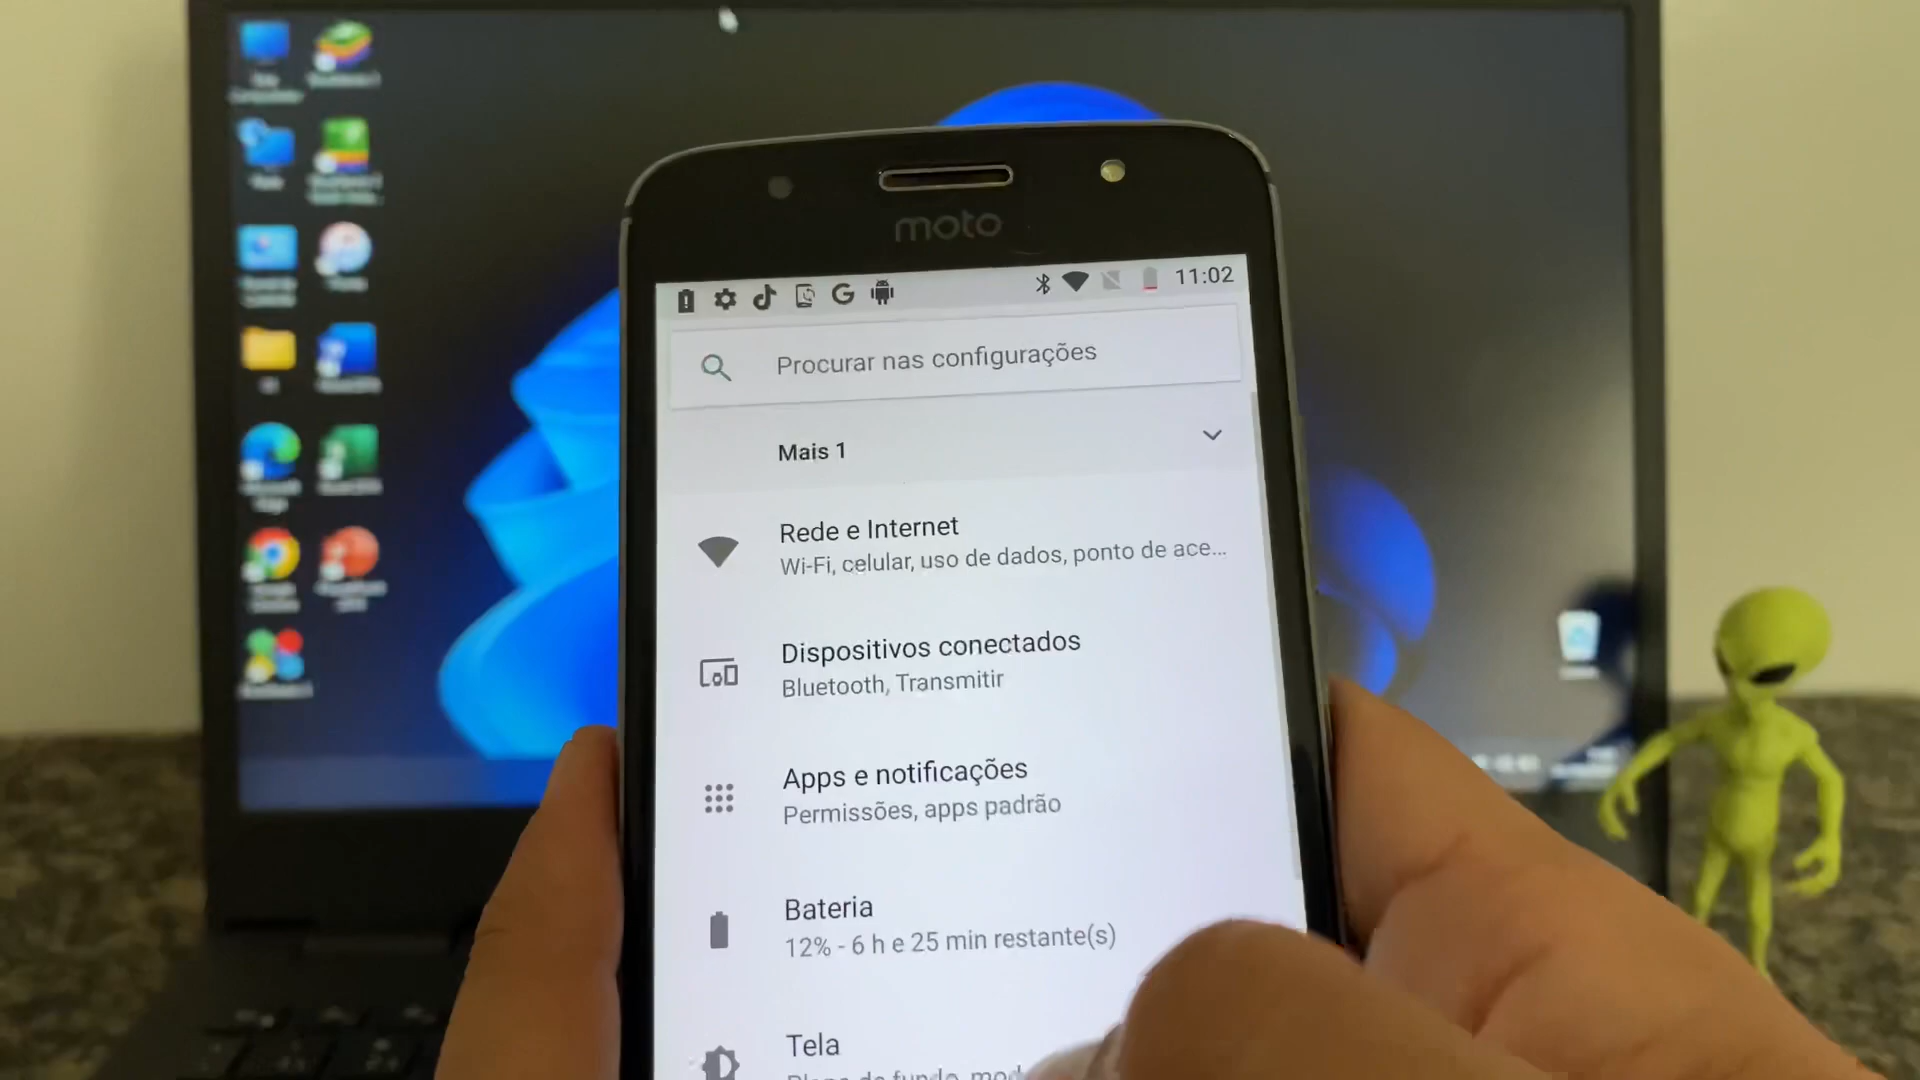 moto
11:02
Procurar nas configurações
Mais 1
Rede e Internet
Wi-Fi, celular, uso de dados, ponto de ace...
Dispositivos conectados
Bluetooth, Transmitir
Apps e notificações
Permissões, apps padrão
Bateria
12% - 6 h e 25 min restante(s)
Tela